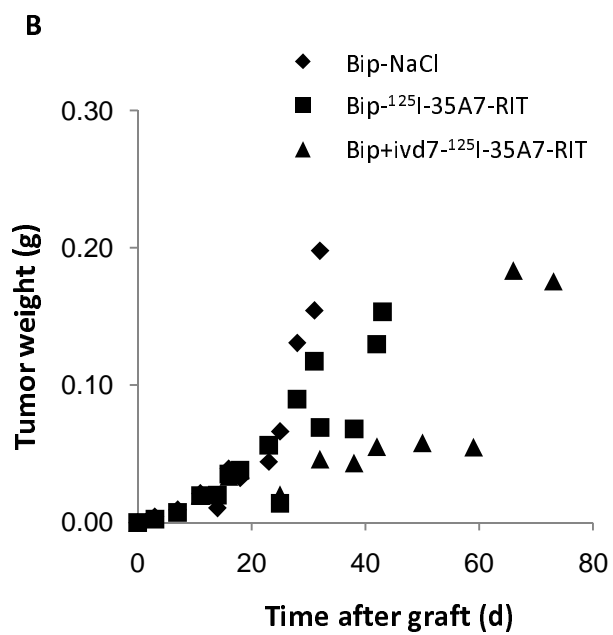 B
Bip-NaCl
Bip-¹²⁵I-35A7-RIT
Bip+ivd7-¹²⁵I-35A7-RIT
Tumor weight (g)
0.30
0.20
0.10
0.00
0 20 40 60 80
Time after graft (d)